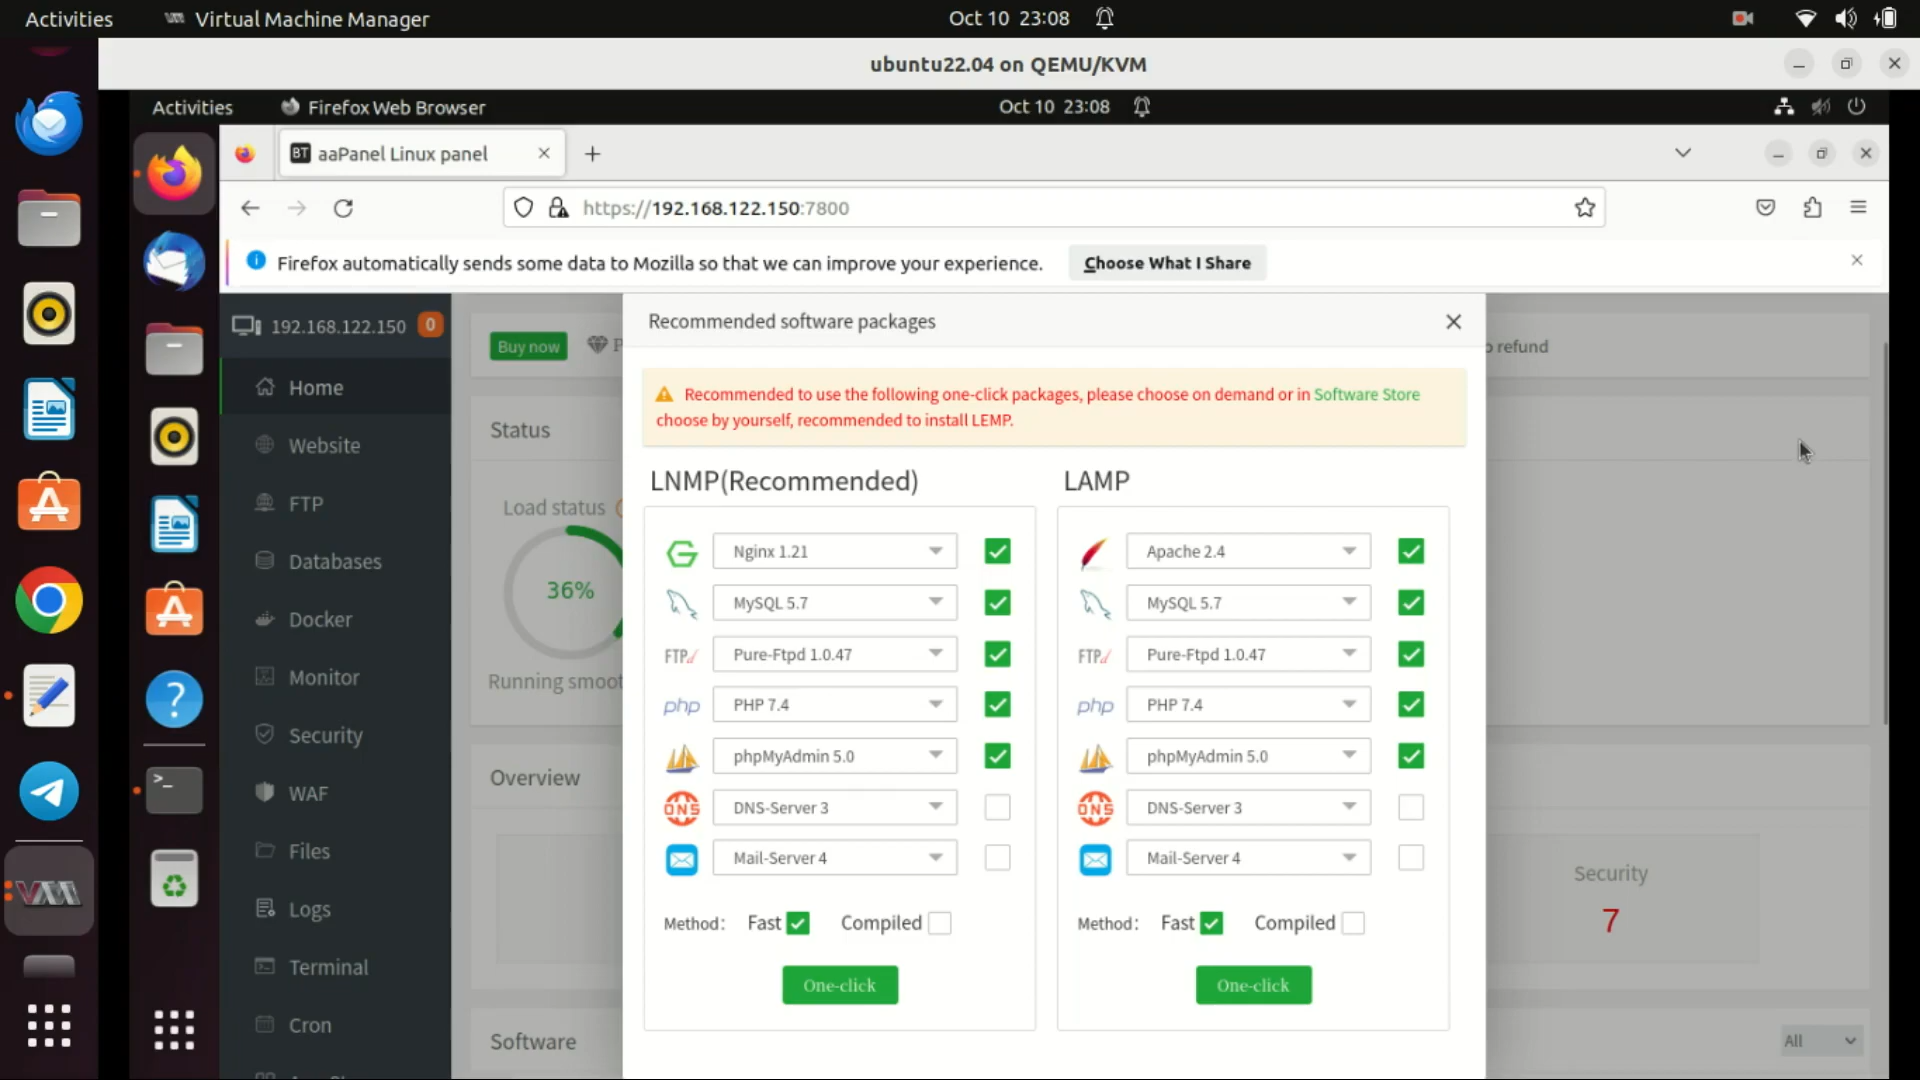 Activities
Virtual Machine Manager
Oct 10 23:08
ubuntu22.04 on QEMU/KVM
Activities
Firefox Web Browser
Oct 10 23:08
BT aaPanel Linux panel
https://192.168.122.150:7800
Firefox automatically sends some data to Mozilla so that we can improve your experience.
Choose What I Share
192.168.122.150
0
Home
Website
FTP
Databases
Docker
Monitor
Security
WAF
Files
Logs
Terminal
Cron
Buy now
o refund
Status
Load status
36%
Running smoot
Overview
Software
Security
7
All
Recommended software packages
Recommended to use the following one-click packages, please choose on demand or in Software Store
choose by yourself, recommended to install LEMP.
LNMP(Recommended)
Nginx 1.21
MySQL 5.7
FTPd Pure-Ftpd 1.0.47
php PHP 7.4
phpMyAdmin 5.0
DNS DNS-Server 3
Mail-Server 4
Method: Fast Compiled
One-click
LAMP
Apache 2.4
MySQL 5.7
FTPd Pure-Ftpd 1.0.47
php PHP 7.4
phpMyAdmin 5.0
DNS DNS-Server 3
Mail-Server 4
Method: Fast Compiled
One-click